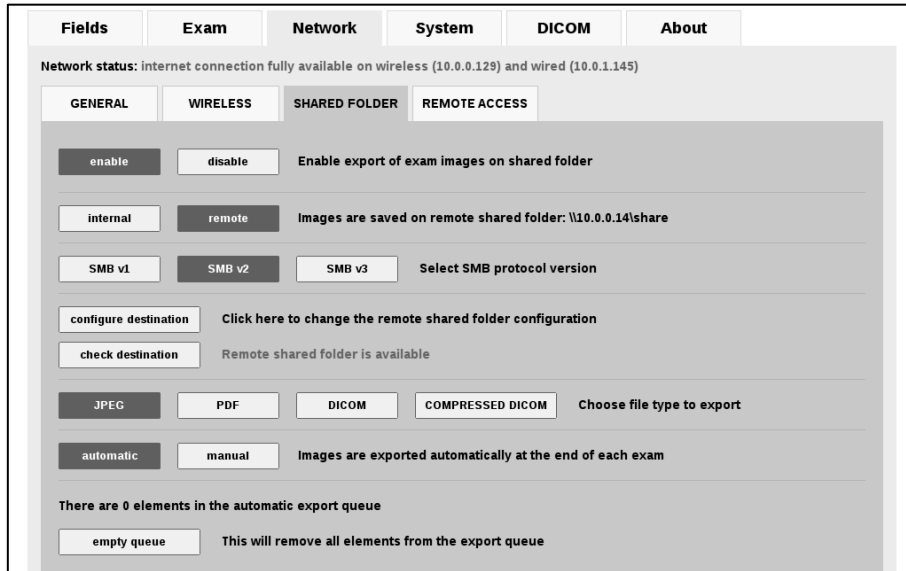 Fields Exam Network System DICOM About
Network status: internet connection fully available on wireless (10.0.0.129) and wired (10.0.1.145)
GENERAL WIRELESS SHARED FOLDER REMOTE ACCESS
enable disable Enable export of exam images on shared folder
internal remote Images are saved on remote shared folder: \\10.0.0.14\share
SMB v1 SMB v2 SMB v3 Select SMB protocol version
configure destination Click here to change the remote shared folder configuration
check destination Remote shared folder is available
JPEG PDF DICOM COMPRESSED DICOM Choose file type to export
automatic manual Images are exported automatically at the end of each exam
There are 0 elements in the automatic export queue
empty queue This will remove all elements from the export queue